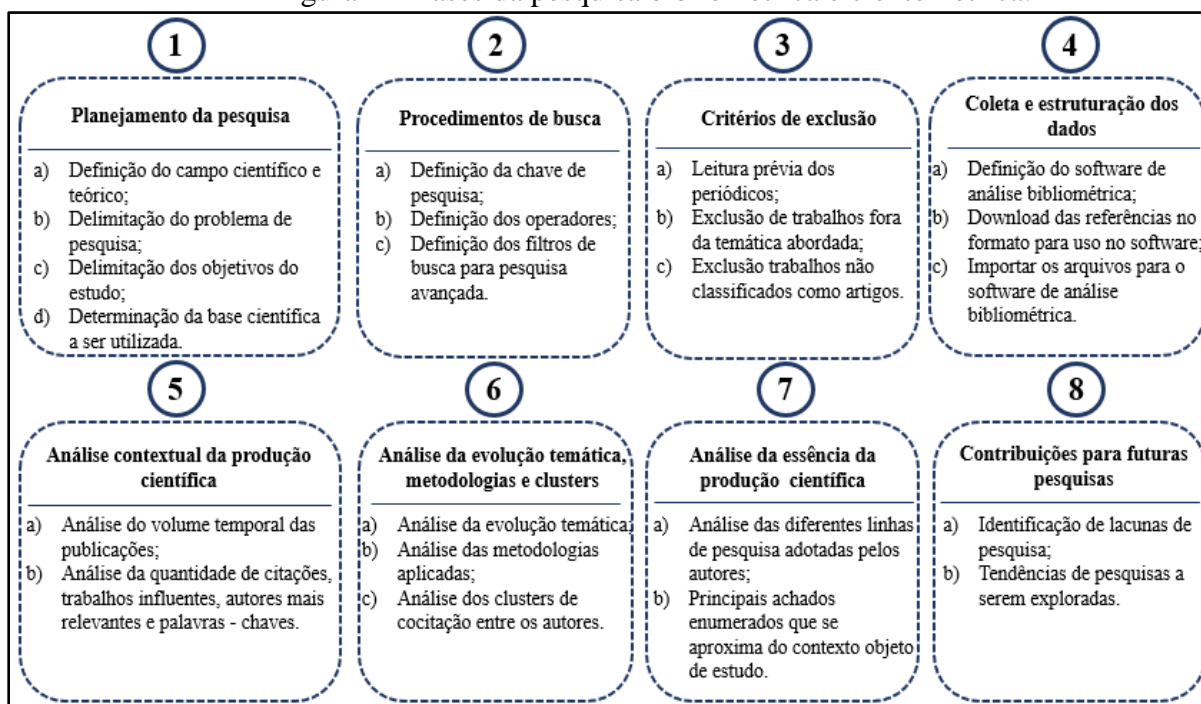 1
Planejamento da pesquisa
a) Definição do campo científico e
teórico;
b) Delimitação do problema de
pesquisa;
c) Delimitação dos objetivos do
estudo;
d) Determinação da base científica
a ser utilizada.
2
Procedimentos de busca
a) Definição da chave de
pesquisa;
b) Definição dos operadores;
c) Definição dos filtros de
busca para pesquisa
avançada.
3
Critérios de exclusão
a) Leitura prévia dos
periódicos;
b) Exclusão de trabalhos fora
da temática abordada;
c) Exclusão trabalhos não
classificados como artigos.
4
Coleta e estruturação dos
dados
a) Definição do software de
análise bibliométrica;
b) Download das referências no
formato para uso no software;
c) Importar os arquivos para o
software de análise
bibliométrica.
5
Análise contextual da produção
científica
a) Análise do volume temporal das
publicações;
b) Análise da quantidade de citações,
trabalhos influentes, autores mais
relevantes e palavras - chaves.
6
Análise da evolução temática,
metodologias e clusters
a) Análise da evolução temática;
b) Análise das metodologias
aplicadas;
c) Análise dos clusters de
cocitação entre os autores.
7
Análise da essência da
produção científica
a) Análise das diferentes linhas
de pesquisa adotadas pelos
autores;
b) Principais achados
enumerados que se
aproxima do contexto objeto
de estudo.
8
Contribuições para futuras
pesquisas
a) Identificação de lacunas de
pesquisa;
b) Tendências de pesquisas a
serem exploradas.